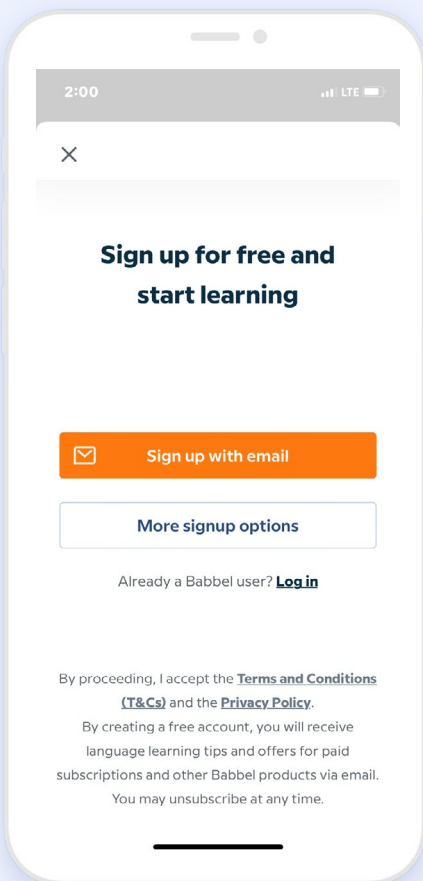 2:00 LTE
Sign up for free and
start learning
Sign up with email
More signup options
Already a Babbel user? Log in
By proceeding, I accept the Terms and Conditions
(T&Cs) and the Privacy Policy.
By creating a free account, you will receive
language learning tips and offers for paid
subscriptions and other Babbel products via email.
You may unsubscribe at any time.